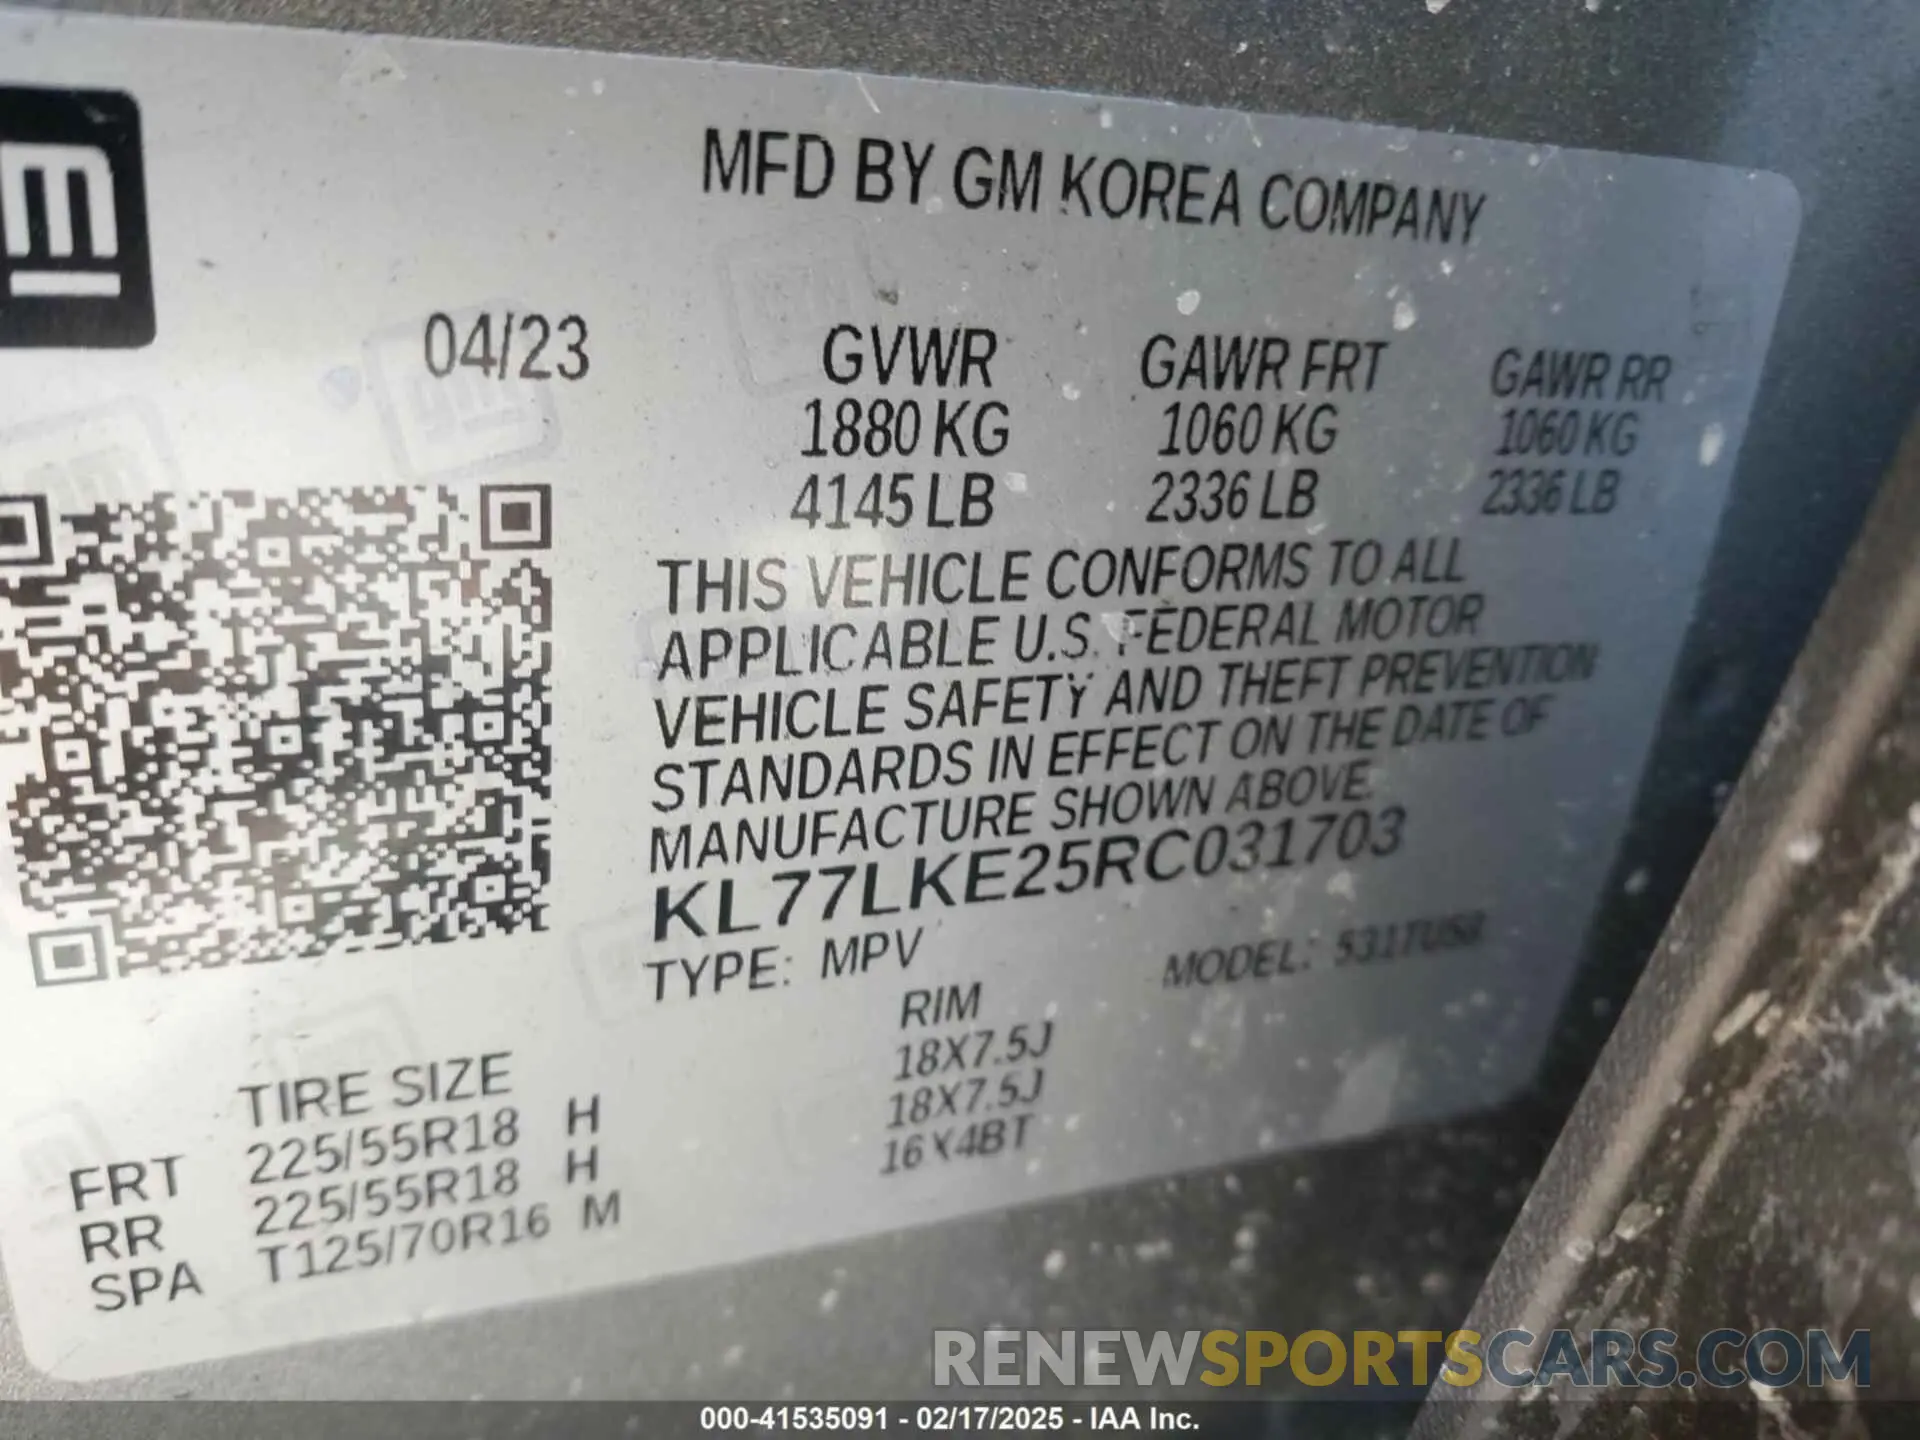 gm
MFD BY GM KOREA COMPANY
04/23 GVWR GAWR FRT GAWR RR
1880 KG 1060 KG 1060 KG
4145 LB 2336 LB 2336 LB
THIS VEHICLE CONFORMS TO ALL
APPLICABLE U.S. FEDERAL MOTOR
VEHICLE SAFETY AND THEFT PREVENTION
STANDARDS IN EFFECT ON THE DATE OF
MANUFACTURE SHOWN ABOVE.
KL77LKE25RC031703
TYPE: MPV MODEL:
TIRE SIZE RIM
FRT 225/55R18 H 18X7.5J
RR 225/55R18 H 18X7.5J
SPA T125/70R16 M 16X4BT
RENEWSPORTSCARS.COM
000-41535091 - 02/17/2025 - IAA Inc.